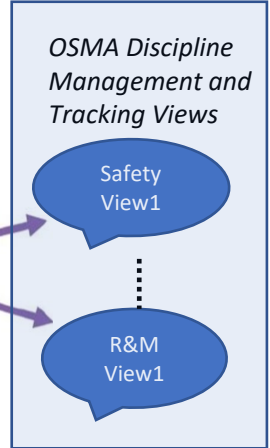 OSMA Discipline
Management and
Tracking Views
Safety
View1
R&M
View1